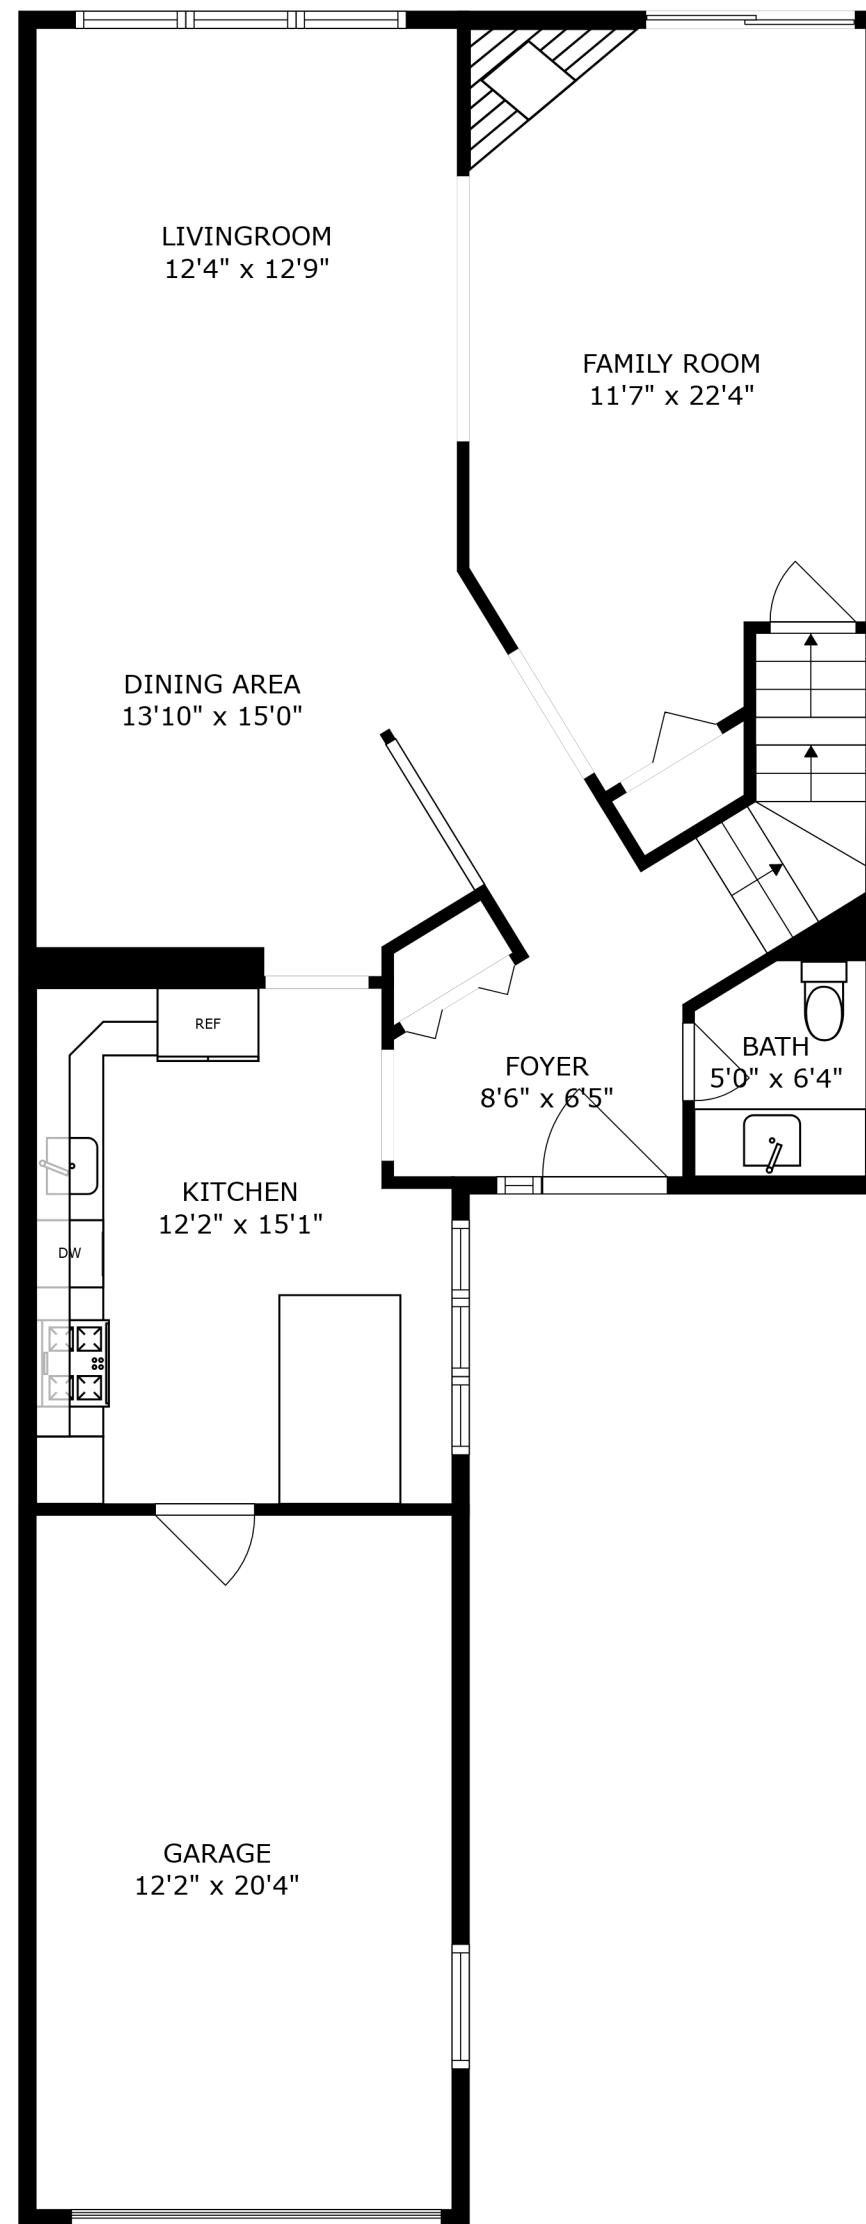 LIVINGROOM
12'4" x 12'9"
FAMILY ROOM
11'7" x 22'4"
DINING AREA
13'10" x 15'0"
REF
BATH
5'0" x 6'4"
FOYER
8'6" x 6'5"
KITCHEN
12'2" x 15'1"
DW
GARAGE
12'2" x 20'4"